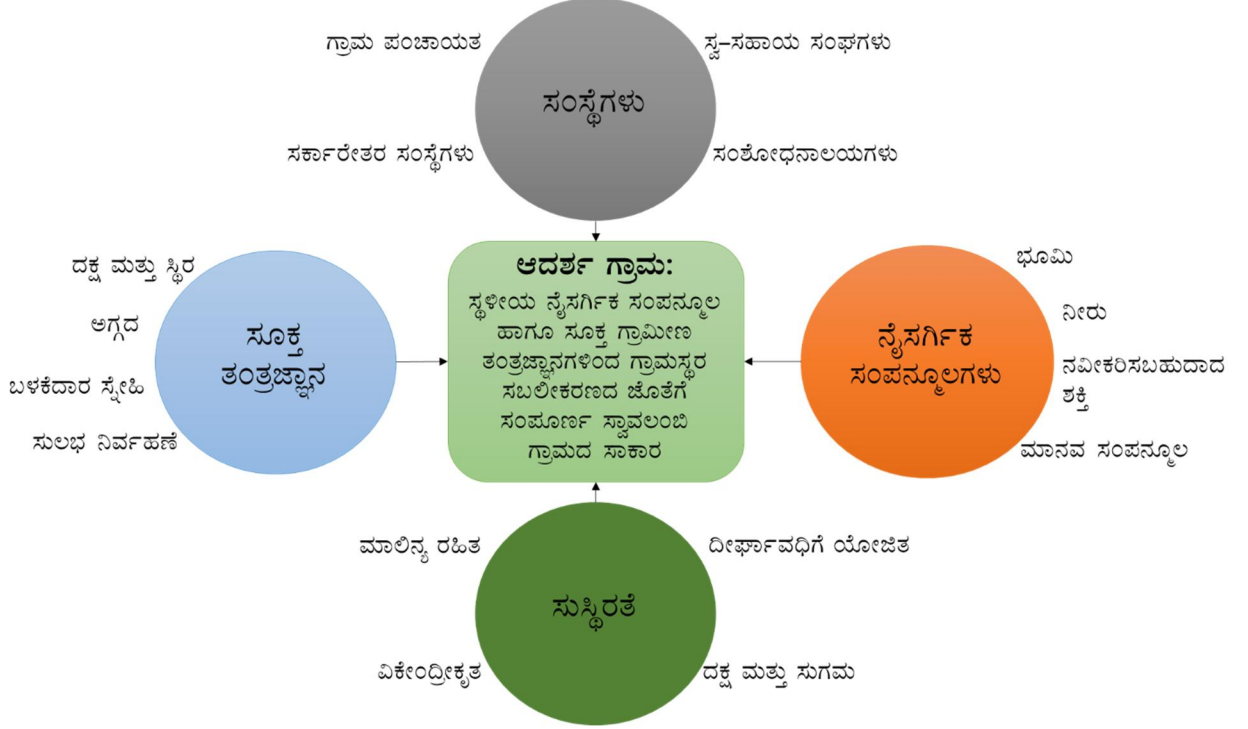 ಗ್ರಾಮ ಪಂಚಾಯತ
ಸ್ವ-ಸಹಾಯ ಸಂಘಗಳು
ಸಂಸ್ಥೆಗಳು
ಸರ್ಕಾರೇತರ ಸಂಸ್ಥೆಗಳು
ಸಂಶೋಧನಾಲಯಗಳು
ದಕ್ಷ ಮತ್ತು ಸ್ಥಿರ
ಅಗ್ಗದ
ಬಳಕೆದಾರ ಸ್ನೇಹಿ
ಸುಲಭ ನಿರ್ವಹಣೆ
ಸೂಕ್ತ
ತಂತ್ರಜ್ಞಾನ
ಆದರ್ಶ ಗ್ರಾಮ:
ಸ್ಥಳೀಯ ನೈಸರ್ಗಿಕ ಸಂಪನ್ಮೂಲ
ಹಾಗೂ ಸೂಕ್ತ ಗ್ರಾಮೀಣ
ತಂತ್ರಜ್ಞಾನಗಳಿಂದ ಗ್ರಾಮಸ್ಥರ
ಸಬಲೀಕರಣದ ಜೊತೆಗೆ
ಸಂಪೂರ್ಣ ಸ್ವಾವಲಂಬಿ
ಗ್ರಾಮದ ಸಾಕಾರ
ನೈಸರ್ಗಿಕ
ಸಂಪನ್ಮೂಲಗಳು
ಭೂಮಿ
ನೀರು
ನವೀಕರಿಸಬಹುದಾದ
ಶಕ್ತಿ
ಮಾನವ ಸಂಪನ್ಮೂಲ
ಮಾಲಿನ್ಯ ರಹಿತ
ದೀರ್ಘಾವಧಿಗೆ ಯೋಜಿತ
ಸುಸ್ಥಿರತೆ
ವಿಕೇಂದ್ರೀಕೃತ
ದಕ್ಷ ಮತ್ತು ಸುಗಮ